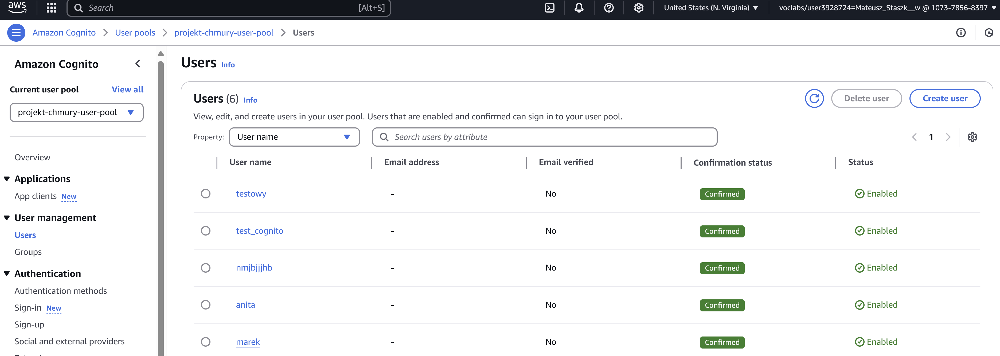 aws
Search [Alt+S] United States (N. Virginia) voclabs/user3928724=Mateusz_Staszk__w @ 1073-7856-8397
Amazon Cognito User pools projekt-chmury-user-pool Users
Amazon Cognito
Current user pool View all
projekt-chmury-user-pool
Overview
Applications
App clients New
User management
Users
Groups
Authentication
Authentication methods
Sign-in New
Sign-up
Social and external providers
Users Info
Users (6) Info
Delete user
Create user
View, edit, and create users in your user pool. Users that are enabled and confirmed can sign in to your user pool.
Property: User name Search users by attribute 1
User name Email address Email verified Confirmation status Status
testowy - No Confirmed Enabled
test_cognito - No Confirmed Enabled
nmjbjjjhb - No Confirmed Enabled
anita - No Confirmed Enabled
marek - No Confirmed Enabled